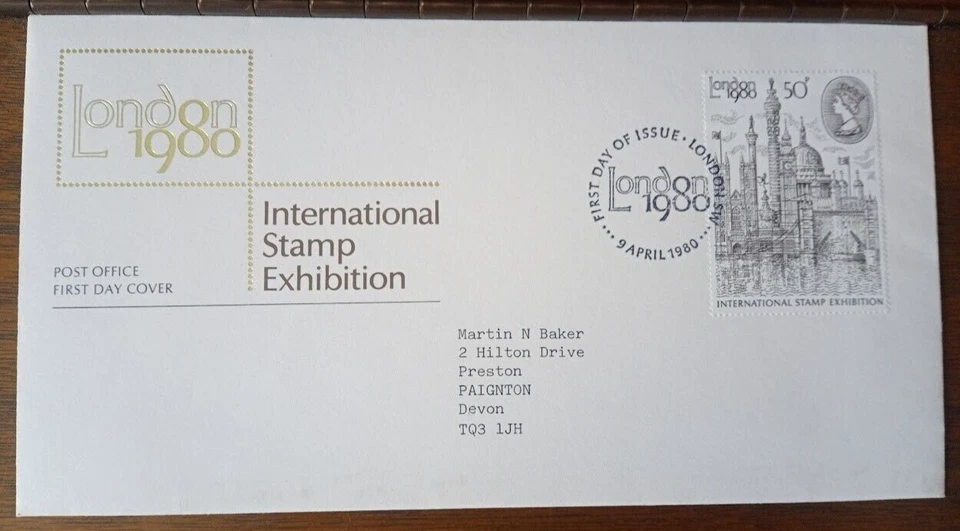 London
1980
International
Stamp
Exhibition
POST OFFICE
FIRST DAY COVER
London
1980
50P
INTERNATIONAL STAMP EXHIBITION
FIRST DAY OF ISSUE · LONDON SW
London
1980
9 APRIL 1980
Martin N Baker
2 Hilton Drive
Preston
PAIGNTON
Devon
TQ3 1JH